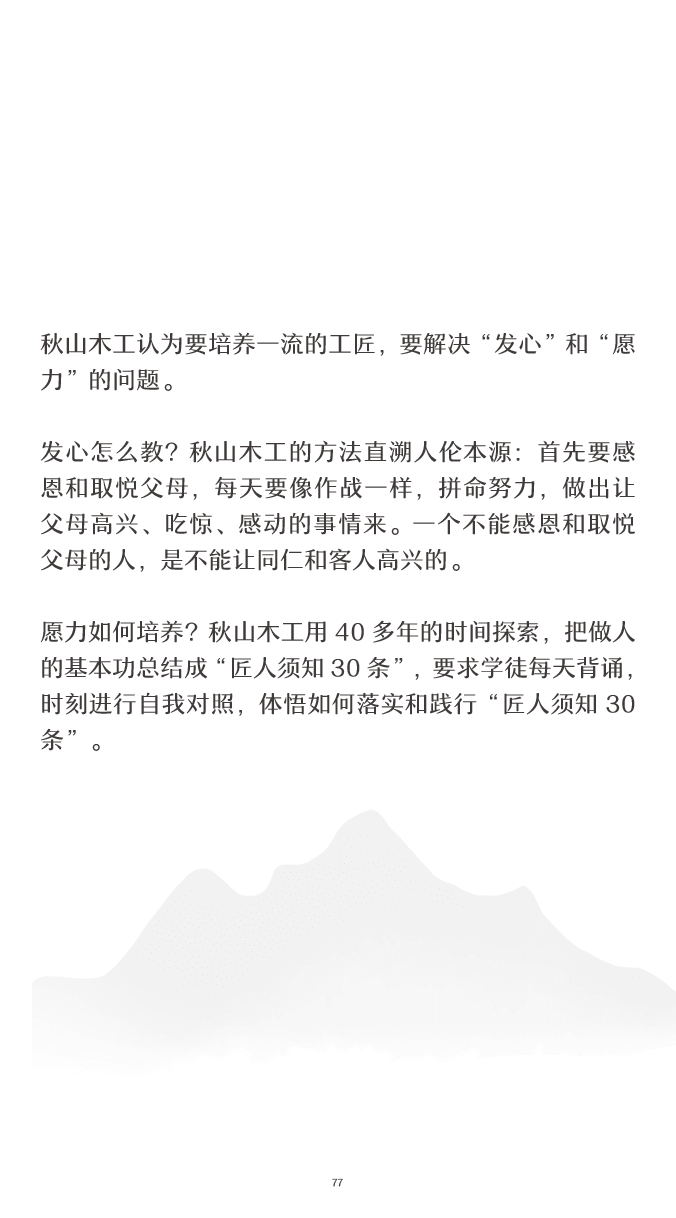 秋山木工认为要培养一流的工匠，要解决“发心”和“愿
力”的问题。
发心怎么教？秋山木工的方法直溯人伦本源：首先要感
恩和取悦父母，每天要像作战一样，拼命努力，做出让
父母高兴、吃惊、感动的事情来。一个不能感恩和取悦
父母的人，是不能让同仁和客人高兴的。
愿力如何培养？秋山木工用 40 多年的时间探索，把做人
的基本功总结成“匠人须知 30 条”，要求学徒每天背诵，
时刻进行自我对照，体悟如何落实和践行“匠人须知 30
条”。
77